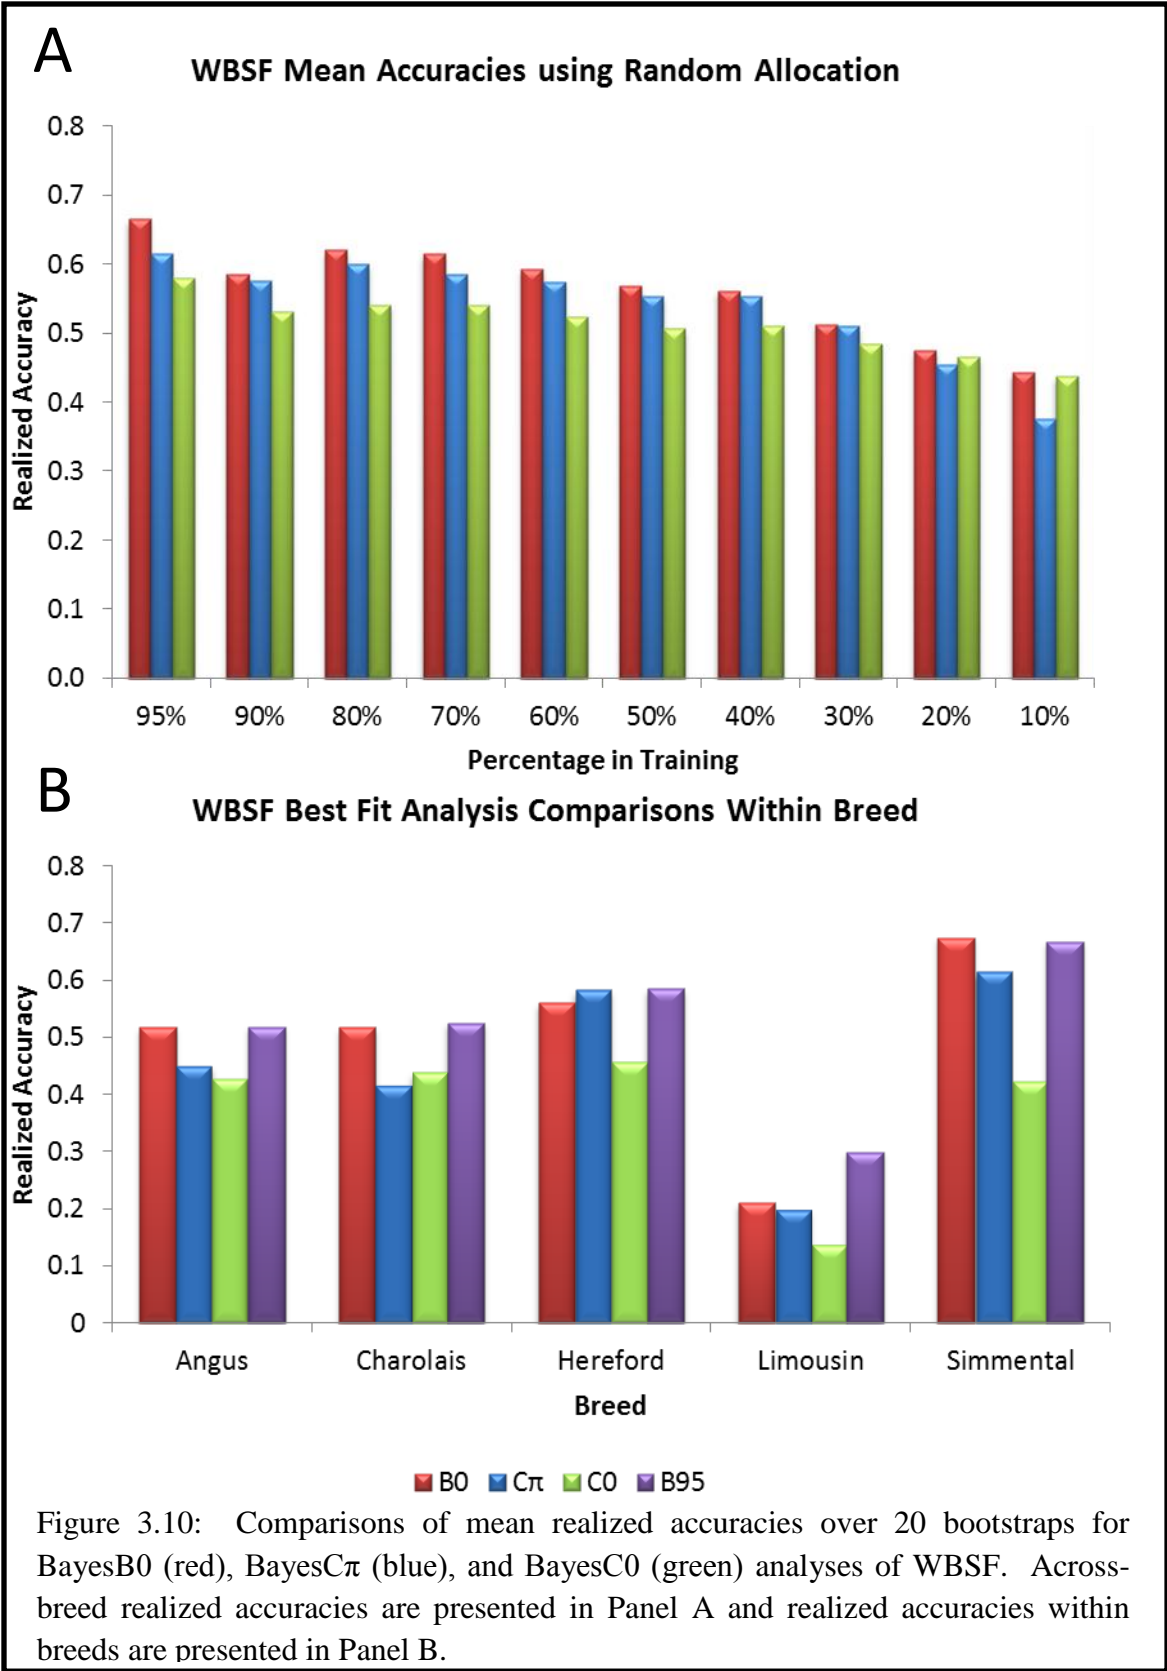 A
WBSF Mean Accuracies using Random Allocation
0.8
0.7
0.6
0.5
0.4
0.3
0.2
0.1
0.0
Realized Accuracy
95% 90% 80% 70% 60% 50% 40% 30% 20% 10%
Percentage in Training
B
WBSF Best Fit Analysis Comparisons Within Breed
0.8
0.7
0.6
0.5
0.4
0.3
0.2
0.1
0
Realized Accuracy
Angus Charolais Hereford Limousin Simmental
Breed
B0 Cπ C0 B95
Figure 3.10: Comparisons of mean realized accuracies over 20 bootstraps for
BayesB0 (red), BayesCπ (blue), and BayesC0 (green) analyses of WBSF. Across-
breed realized accuracies are presented in Panel A and realized accuracies within
breeds are presented in Panel B.